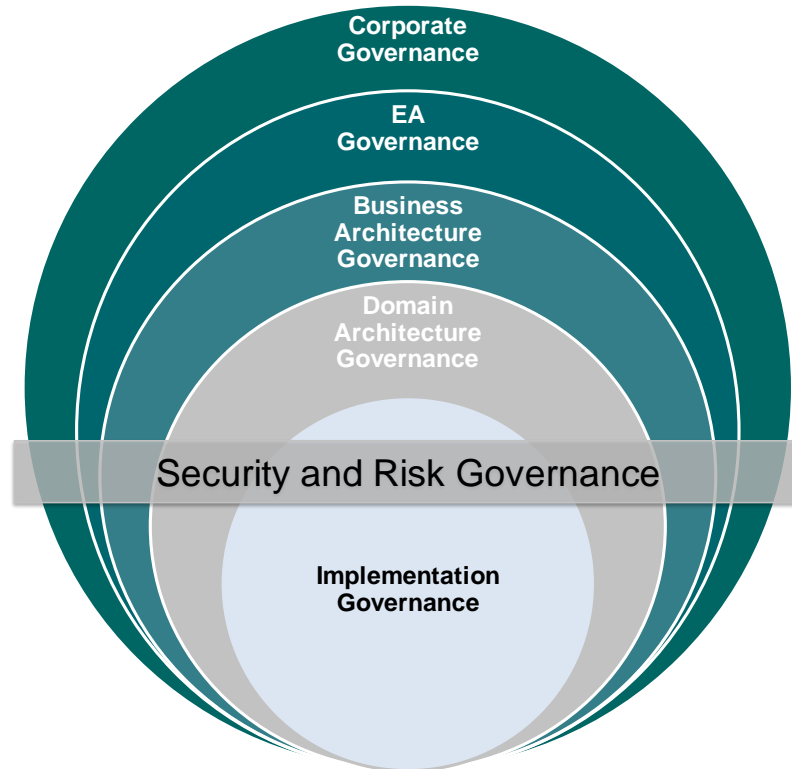 Corporate
Governance
EA
Governance
Business
Architecture
Governance
Domain
Architecture
Governance
Security and Risk Governance
Implementation
Governance